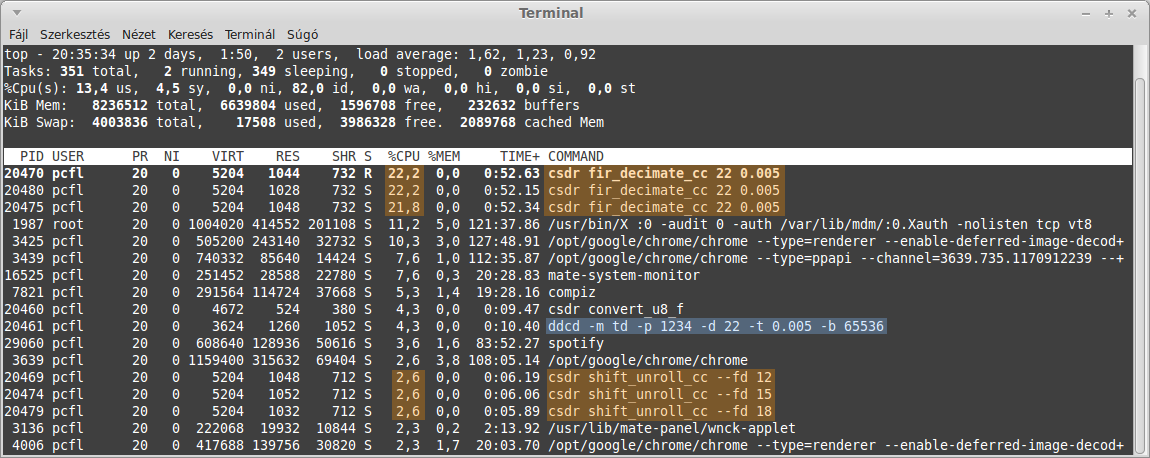 Terminal
Fájl Szerkesztés Nézet Keresés Terminál Súgó
top - 20:35:34 up 2 days,  1:50,  2 users,  load average: 1,62, 1,23, 0,92
Tasks: 351 total,   2 running, 349 sleeping,   0 stopped,   0 zombie
%Cpu(s): 13,4 us,  4,5 sy,  0,0 ni, 82,0 id,  0,0 wa,  0,0 hi,  0,0 si,  0,0 st
KiB Mem:   8236512 total,  6639804 used,  1596708 free,   232632 buffers
KiB Swap:  4003836 total,    17508 used,  3986328 free.  2089768 cached Mem
PID USER      PR  NI    VIRT    RES    SHR S  %CPU %MEM     TIME+ COMMAND
20470 pcfl      20   0    5204   1044    732 R  22,2  0,0   0:52.63 csdr fir_decimate_cc 22 0.005
20480 pcfl      20   0    5204   1028    732 S  22,2  0,0   0:52.15 csdr fir_decimate_cc 22 0.005
20475 pcfl      20   0    5204   1048    732 S  21,8  0,0   0:52.34 csdr fir_decimate_cc 22 0.005
1987 root      20   0 1004020 414552 201108 S  11,2  5,0 121:37.86 /usr/bin/X :0 -audit 0 -auth /var/lib/mdm/:0.Xauth -nolisten tcp vt8
3425 pcfl      20   0  505200 243140  32732 S  10,3  3,0 127:48.91 /opt/google/chrome/chrome --type=renderer --enable-deferred-image-decod+
3439 pcfl      20   0  740332  85640  14424 S   7,6  1,0 112:35.87 /opt/google/chrome/chrome --type=ppapi --channel=3639.735.1170912239 --+
16525 pcfl      20   0  251452  28588  22780 S   7,6  0,3  20:28.83 mate-system-monitor
7821 pcfl      20   0  291564 114724  37668 S   5,3  1,4  19:28.16 compiz
20460 pcfl      20   0    4672    524    380 S   4,3  0,0   0:09.47 csdr convert_u8_f
20461 pcfl      20   0    3624   1260   1052 S   4,3  0,0   0:10.40 ddcd -m td -p 1234 -d 22 -t 0.005 -b 65536
29060 pcfl      20   0  608640 128936  50616 S   3,6  1,6  83:52.27 spotify
3639 pcfl      20   0 1159400 315632  69404 S   2,6  3,8 108:05.14 /opt/google/chrome/chrome
20469 pcfl      20   0    5204   1048    712 S   2,6  0,0   0:06.19 csdr shift_unroll_cc --fd 12
20474 pcfl      20   0    5204   1052    712 S   2,6  0,0   0:06.06 csdr shift_unroll_cc --fd 15
20479 pcfl      20   0    5204   1032    712 S   2,6  0,0   0:05.89 csdr shift_unroll_cc --fd 18
3136 pcfl      20   0  222068  19932  10844 S   2,3  0,2   2:13.92 /usr/lib/mate-panel/wnck-applet
4006 pcfl      20   0  417688 139756  30820 S   2,3  1,7  20:03.70 /opt/google/chrome/chrome --type=renderer --enable-deferred-image-decod+